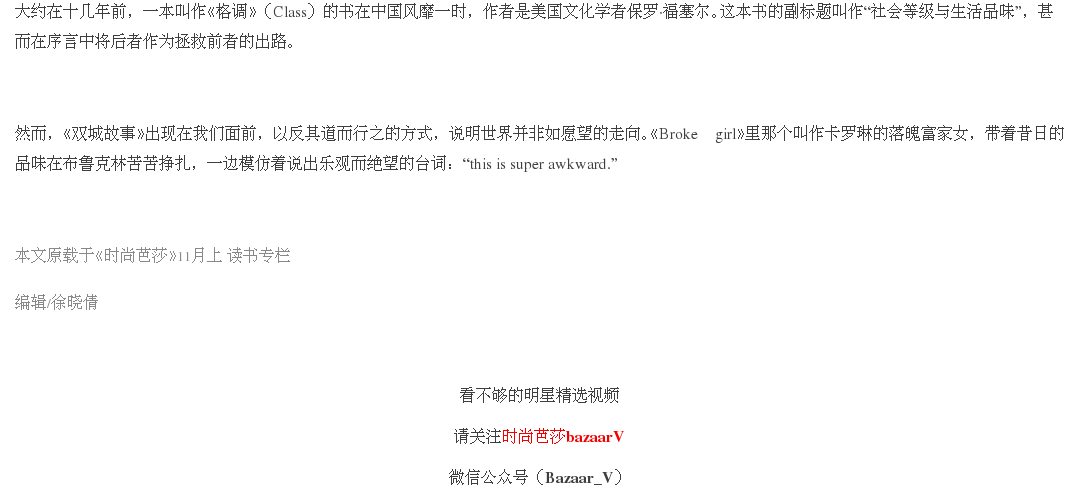 大约在十几年前，一本叫作《格调》（Class）的书在中国风靡一时，作者是美国文化学者保罗·福塞尔。这本书的副标题叫作“社会等级与生活品味”，甚
而在序言中将后者作为拯救前者的出路。
然而，《双城故事》出现在我们面前，以反其道而行之的方式，说明世界并非如愿望的走向。《Broke girl》里那个叫作卡罗琳的落魄富家女，带着昔日的
品味在布鲁克林苦苦挣扎，一边模仿着说出乐观而绝望的台词：“this is super awkward.”
本文原载于《时尚芭莎》11月上 读书专栏
编辑/徐晓倩
看不够的明星精选视频
请关注时尚芭莎bazaarV
微信公众号（Bazaar_V）